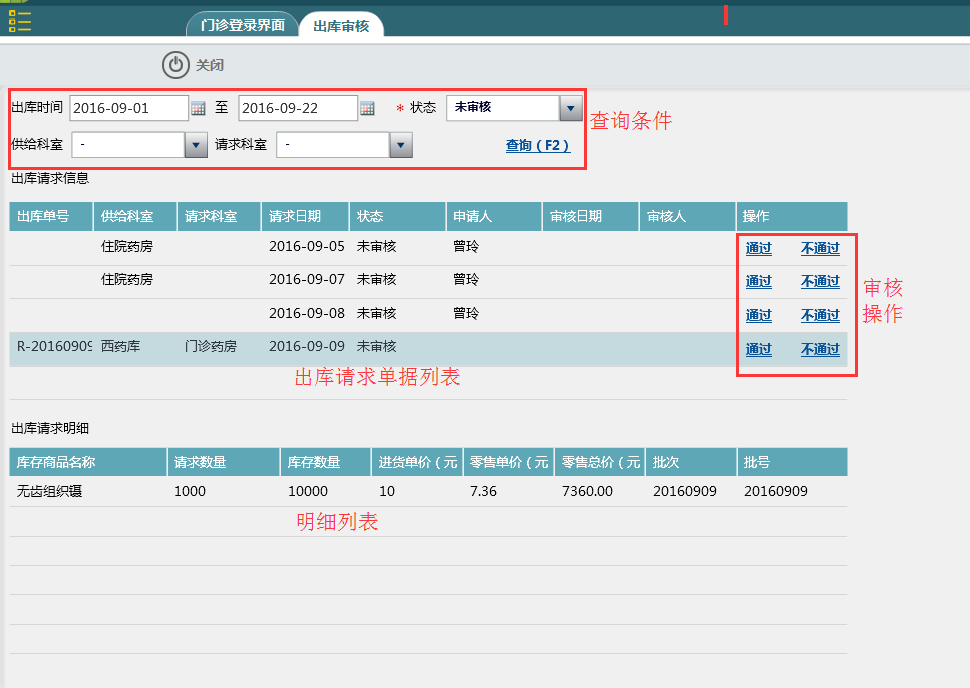 门诊登录界面 出库审核
关闭
出库时间 2016-09-01 至 2016-09-22 * 状态 未审核
查询条件
供给科室 - 请求科室 - 查询（F2）
出库请求信息
出库单号 供给科室 请求科室 请求日期 状态 申请人 审核日期 审核人 操作
住院药房 2016-09-05 未审核 曾玲 通过 不通过
住院药房 2016-09-07 未审核 曾玲 通过 不通过
审核
操作
2016-09-08 未审核 曾玲 通过 不通过
R-20160909 西药库 门诊药房 2016-09-09 未审核 通过 不通过
出库请求单据列表
出库请求明细
库存商品名称 请求数量 库存数量 进货单价（元 零售单价（元 零售总价（元 批次 批号
无齿组织镊 1000 10000 10 7.36 7360.00 20160909 20160909
明细列表